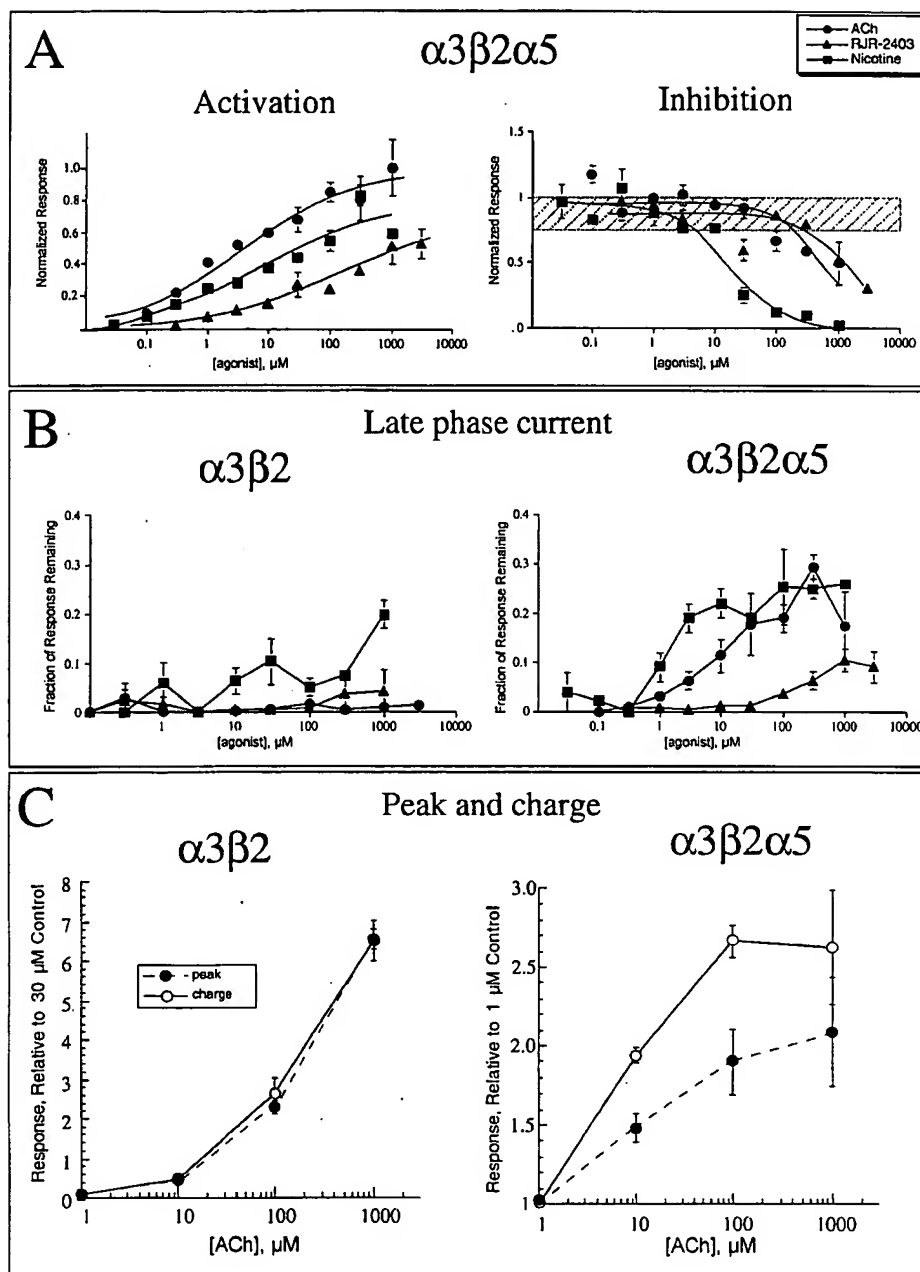 A
α3β2α5
ACh
RJR-2403
Nicotine
Activation
Normalized Response
1.0
0.8
0.6
0.4
0.2
0.1
1
10
100
1000
10000
[agonist], µM
Inhibition
Normalized Response
1.5
1.0
0.5
.0
0.1
1
10
100
1000
10000
[agonist], µM
B
Late phase current
α3β2
Fraction of Response Remaining
0.4
0.3
0.2
0.1
0
1
10
100
1000
10000
[agonist], µM
α3β2α5
Fraction of Response Remaining
0.4
0.3
0.2
0.1
0
0.1
1
10
100
1000
10000
[agonist], µM
C
Peak and charge
α3β2
Response, Relative to 30 µM Control
8
7
6
5
4
3
2
1
0
peak
charge
1
10
100
1000
[ACh], µM
α3β2α5
Response, Relative to 1 µM Control
3.0
2.5
2.0
1.5
1
1
10
100
1000
[ACh], µM